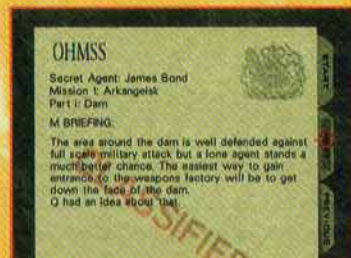 OHMSS
Secret Agent: James Bond
Mission 1: Arkangelsk
Part i: Dam
M BRIEFING:
The area around the dam is well defended against
full scale military attack but a lone agent stands a
much better chance. The easiest way to gain
entrance to the weapons factory will be to get
down the face of the dam.
Q had an idea about that.
START
PREVIOUS